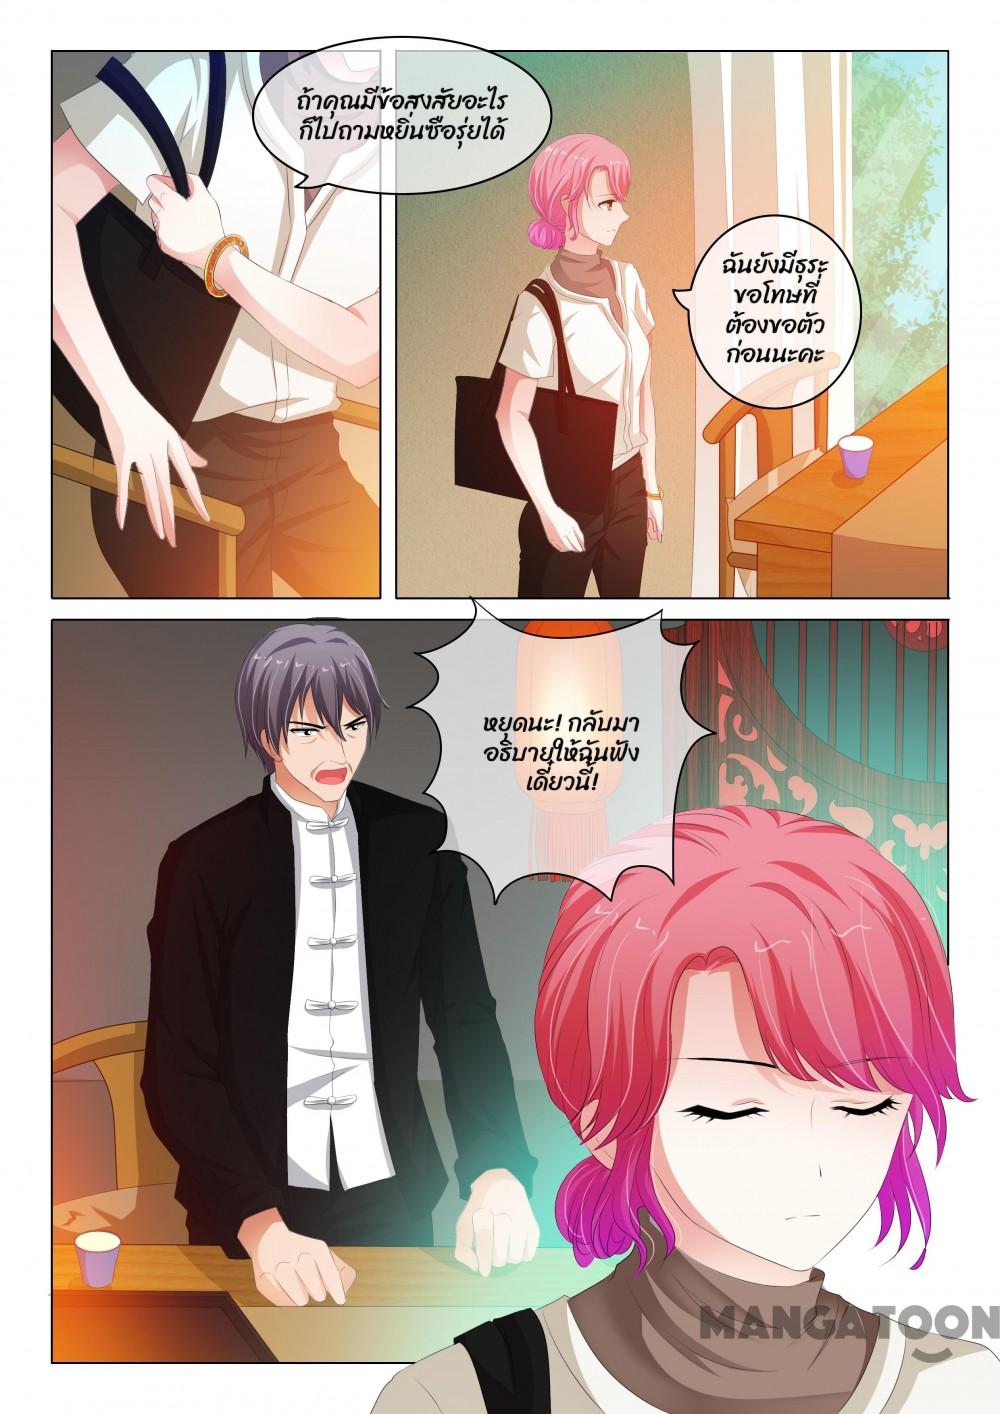 ถ้าคุณมีข้อสงสัยอะไร
ก็ไปถามหยิ่นซือรุ่ยได้
ฉันยังมีธุระ
ขอโทษที่
ต้องขอตัว
ก่อนนะคะ
หยุดนะ! กลับมา
อธิบายให้ฉันฟัง
เดี๋ยวนี้!
MANGATOON